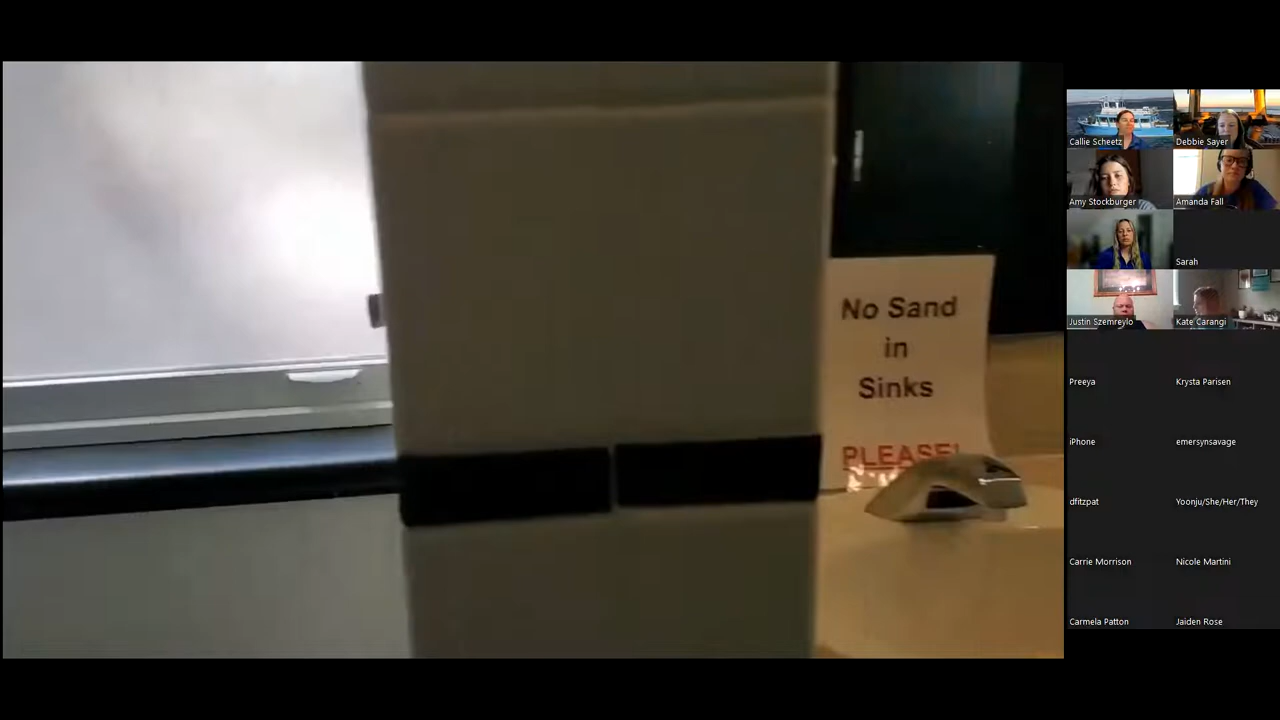 No Sand
in
Sinks
PLEASE!
Callie Scheetz
Debbie Sayer
Amy Stockburger
Amanda Fall
Sarah
Justin Szemreylo
Kate Carangi
Preeya
Krysta Parisen
iPhone
emersynsavage
dfitzpat
Yoonju/She/Her/They
Carrie Morrison
Nicole Martini
Carmela Patton
Jaiden Rose